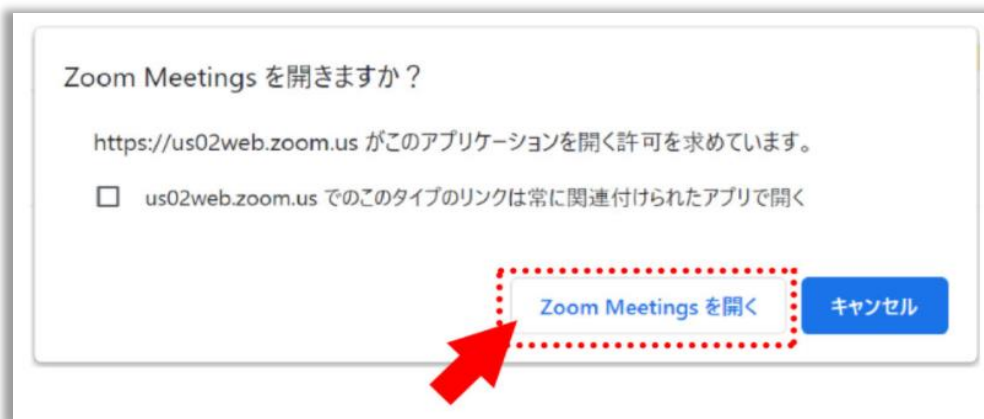 Zoom Meetings を開きますか？
https://us02web.zoom.us がこのアプリケーションを開く許可を求めています。
us02web.zoom.us でのこのタイプのリンクは常に関連付けられたアプリで開く
Zoom Meetings を開く
キャンセル